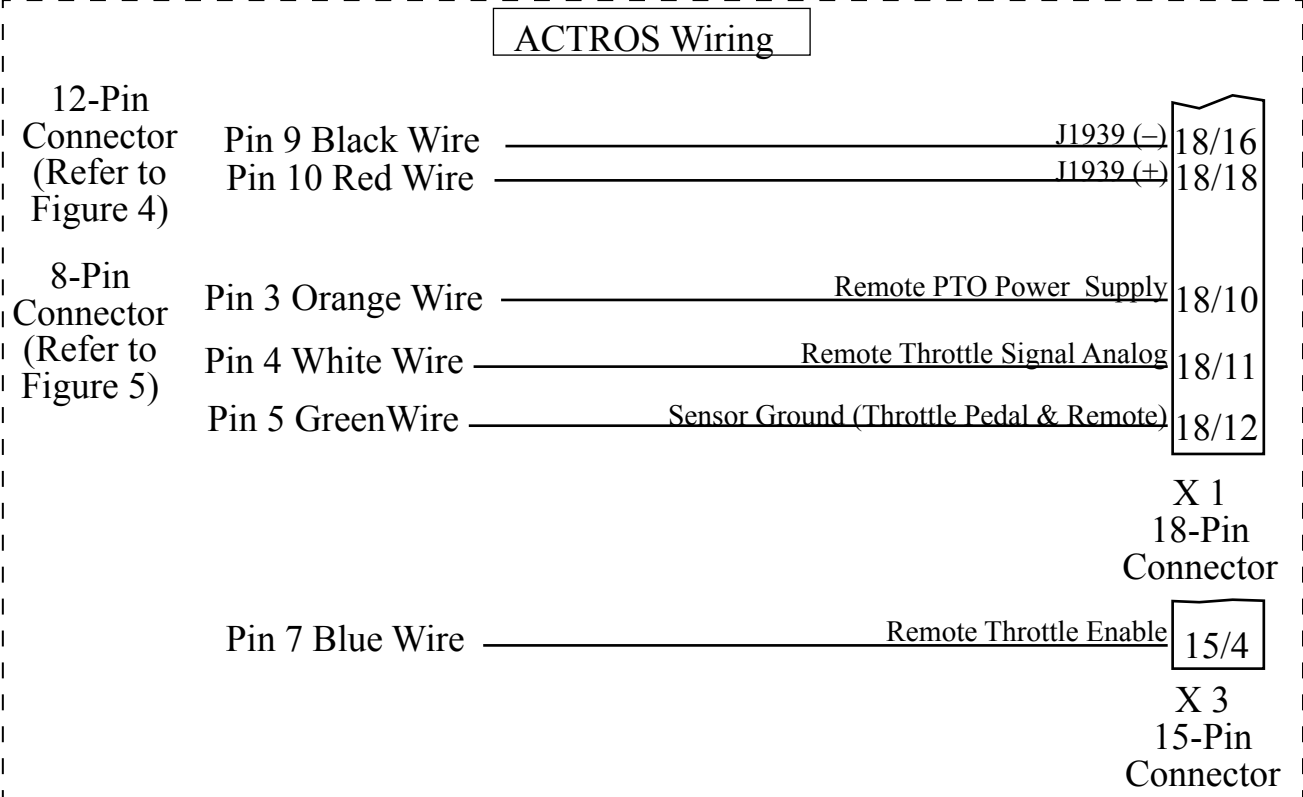 ACTROS Wiring
12-Pin
Connector
(Refer to
Figure 4)
Pin 9 Black Wire
J1939 (–)
18/16
Pin 10 Red Wire
J1939 (+)
18/18
8-Pin
Connector
(Refer to
Figure 5)
Pin 3 Orange Wire
Remote PTO Power  Supply
18/10
Pin 4 White Wire
Remote Throttle Signal Analog
18/11
Pin 5 GreenWire
Sensor Ground (Throttle Pedal & Remote)
18/12
X 1
18-Pin
Connector
Pin 7 Blue Wire
Remote Throttle Enable
15/4
X 3
15-Pin
Connector